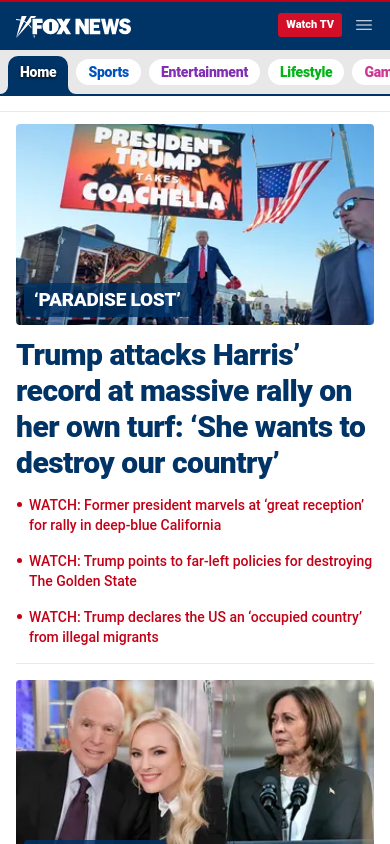 FOX NEWS
Watch TV
Home
Sports
Entertainment
Lifestyle
Gam
PRESIDENT
TRUMP
TAKES
COACHELLA
‘PARADISE LOST’
Trump attacks Harris’
record at massive rally on
her own turf: ‘She wants to
destroy our country’
• WATCH: Former president marvels at ‘great reception’
for rally in deep-blue California
• WATCH: Trump points to far-left policies for destroying
The Golden State
• WATCH: Trump declares the US an ‘occupied country’
from illegal migrants